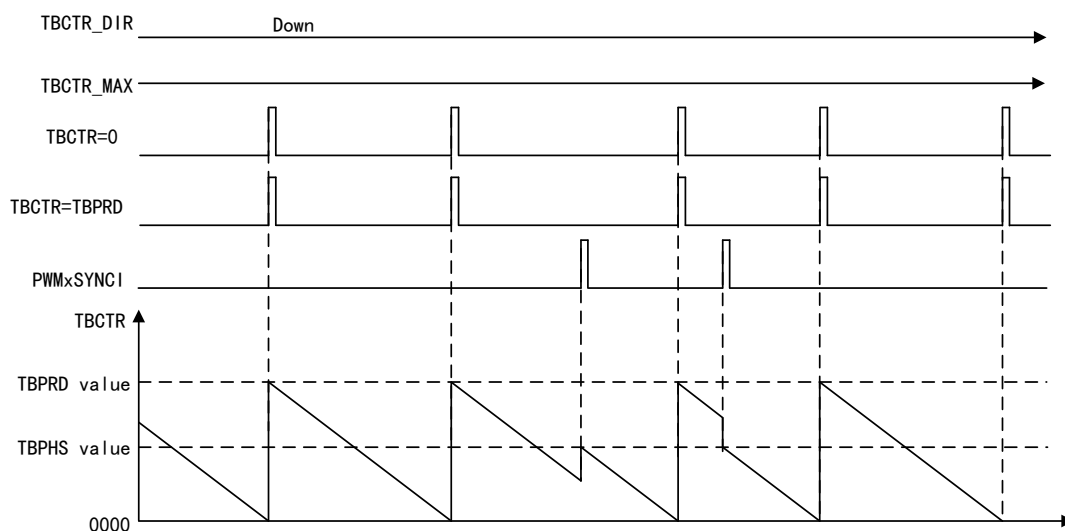 TBCTR_DIR
Down
TBCTR_MAX
TBCTR=0
TBCTR=TBPRD
PWMxSYNCI
TBCTR
TBPRD value
TBPHS value
0000